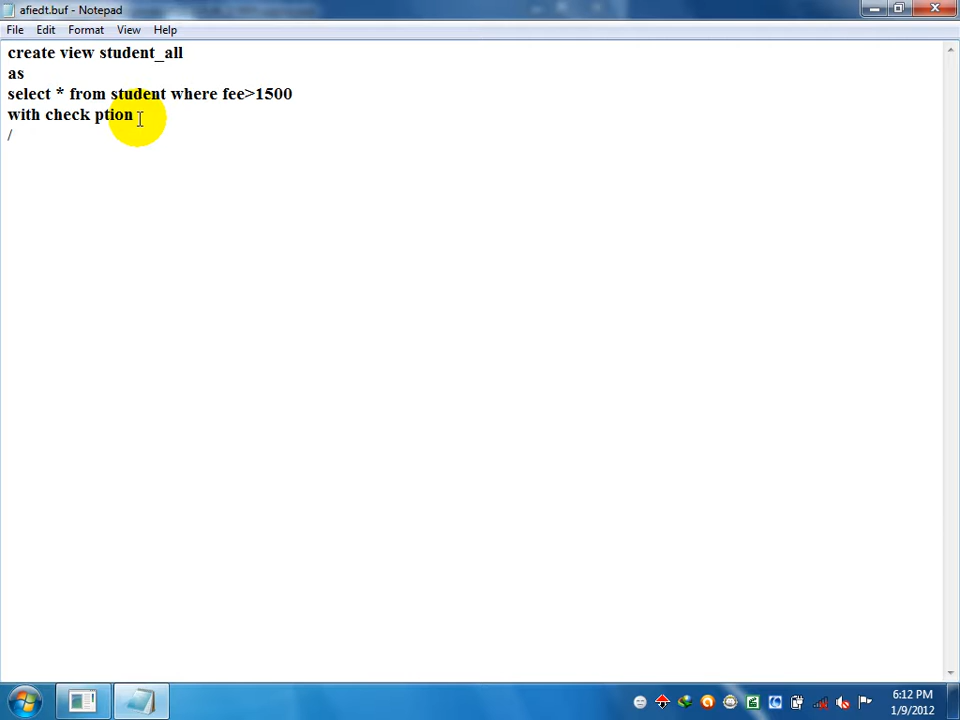 afiedt.buf - Notepad
File Edit Format View Help
create view student_all
as
select * from student where fee>1500
with check ption
/
6:12 PM
1/9/2012